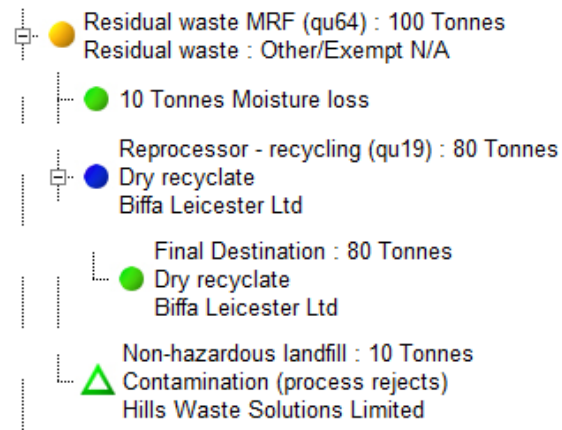 Residual waste MRF (qu64) : 100 Tonnes
Residual waste : Other/Exempt N/A
10 Tonnes Moisture loss
Reprocessor - recycling (qu19) : 80 Tonnes
Dry recyclate
Biffa Leicester Ltd
Final Destination : 80 Tonnes
Dry recyclate
Biffa Leicester Ltd
Non-hazardous landfill : 10 Tonnes
Contamination (process rejects)
Hills Waste Solutions Limited